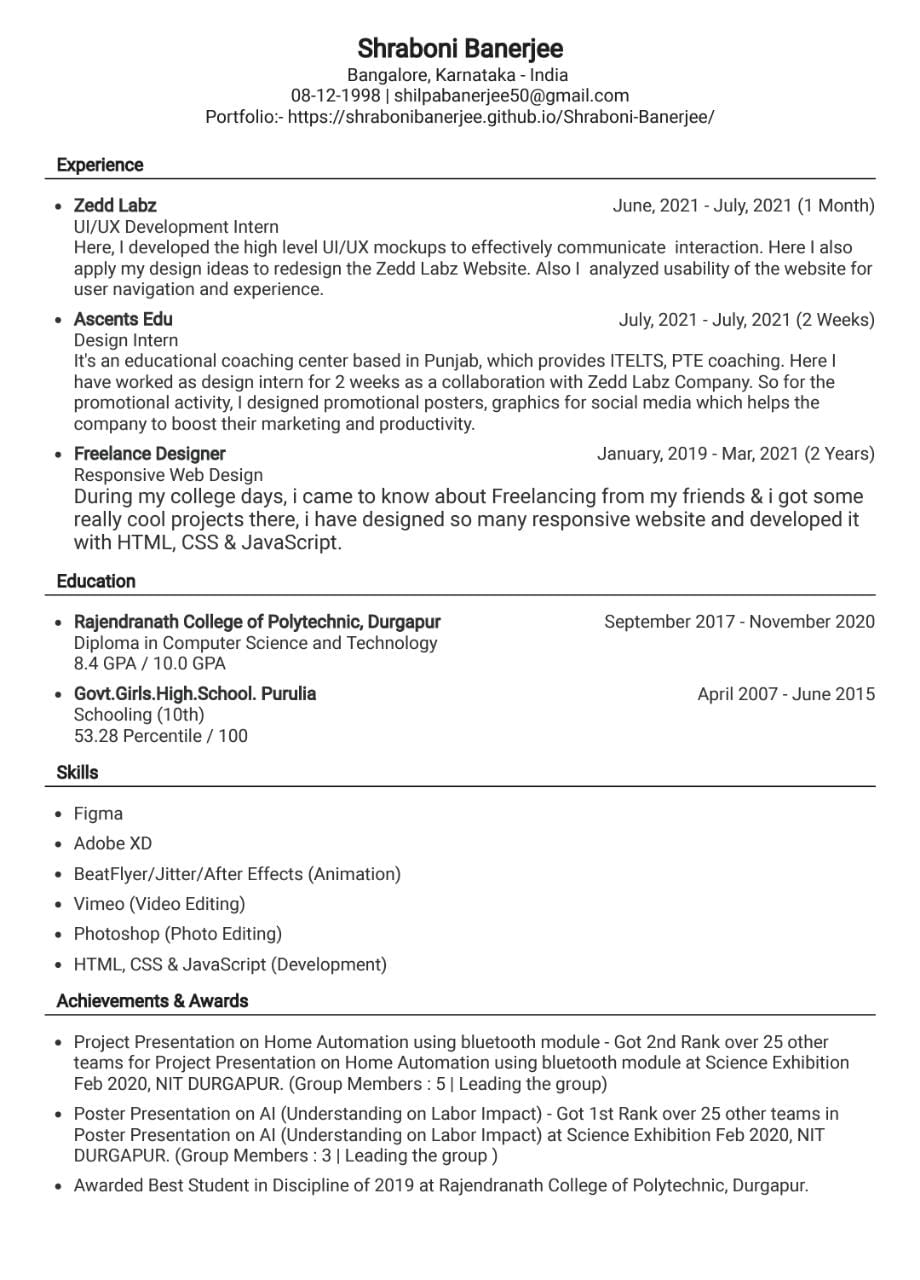 Shraboni Banerjee
Bangalore, Karnataka - India
08-12-1998 | shilpabanerjee50@gmail.com
Portfolio:- https://shrabonibanerjee.github.io/Shraboni-Banerjee/
Experience
• Zedd Labz June, 2021 - July, 2021 (1 Month)
UI/UX Development Intern
Here, I developed the high level UI/UX mockups to effectively communicate interaction. Here I also
apply my design ideas to redesign the Zedd Labz Website. Also I analyzed usability of the website for
user navigation and experience.
• Ascents Edu July, 2021 - July, 2021 (2 Weeks)
Design Intern
It's an educational coaching center based in Punjab, which provides ITELTS, PTE coaching. Here I
have worked as design intern for 2 weeks as a collaboration with Zedd Labz Company. So for the
promotional activity, I designed promotional posters, graphics for social media which helps the
company to boost their marketing and productivity.
• Freelance Designer January, 2019 - Mar, 2021 (2 Years)
Responsive Web Design
During my college days, i came to know about Freelancing from my friends & i got some
really cool projects there, i have designed so many responsive website and developed it
with HTML, CSS & JavaScript.
Education
• Rajendranath College of Polytechnic, Durgapur September 2017 - November 2020
Diploma in Computer Science and Technology
8.4 GPA / 10.0 GPA
• Govt.Girls.High.School. Purulia April 2007 - June 2015
Schooling (10th)
53.28 Percentile / 100
Skills
• Figma
• Adobe XD
• BeatFlyer/Jitter/After Effects (Animation)
• Vimeo (Video Editing)
• Photoshop (Photo Editing)
• HTML, CSS & JavaScript (Development)
Achievements & Awards
• Project Presentation on Home Automation using bluetooth module - Got 2nd Rank over 25 other
teams for Project Presentation on Home Automation using bluetooth module at Science Exhibition
Feb 2020, NIT DURGAPUR. (Group Members : 5 | Leading the group)
• Poster Presentation on AI (Understanding on Labor Impact) - Got 1st Rank over 25 other teams in
Poster Presentation on AI (Understanding on Labor Impact) at Science Exhibition Feb 2020, NIT
DURGAPUR. (Group Members : 3 | Leading the group )
• Awarded Best Student in Discipline of 2019 at Rajendranath College of Polytechnic, Durgapur.